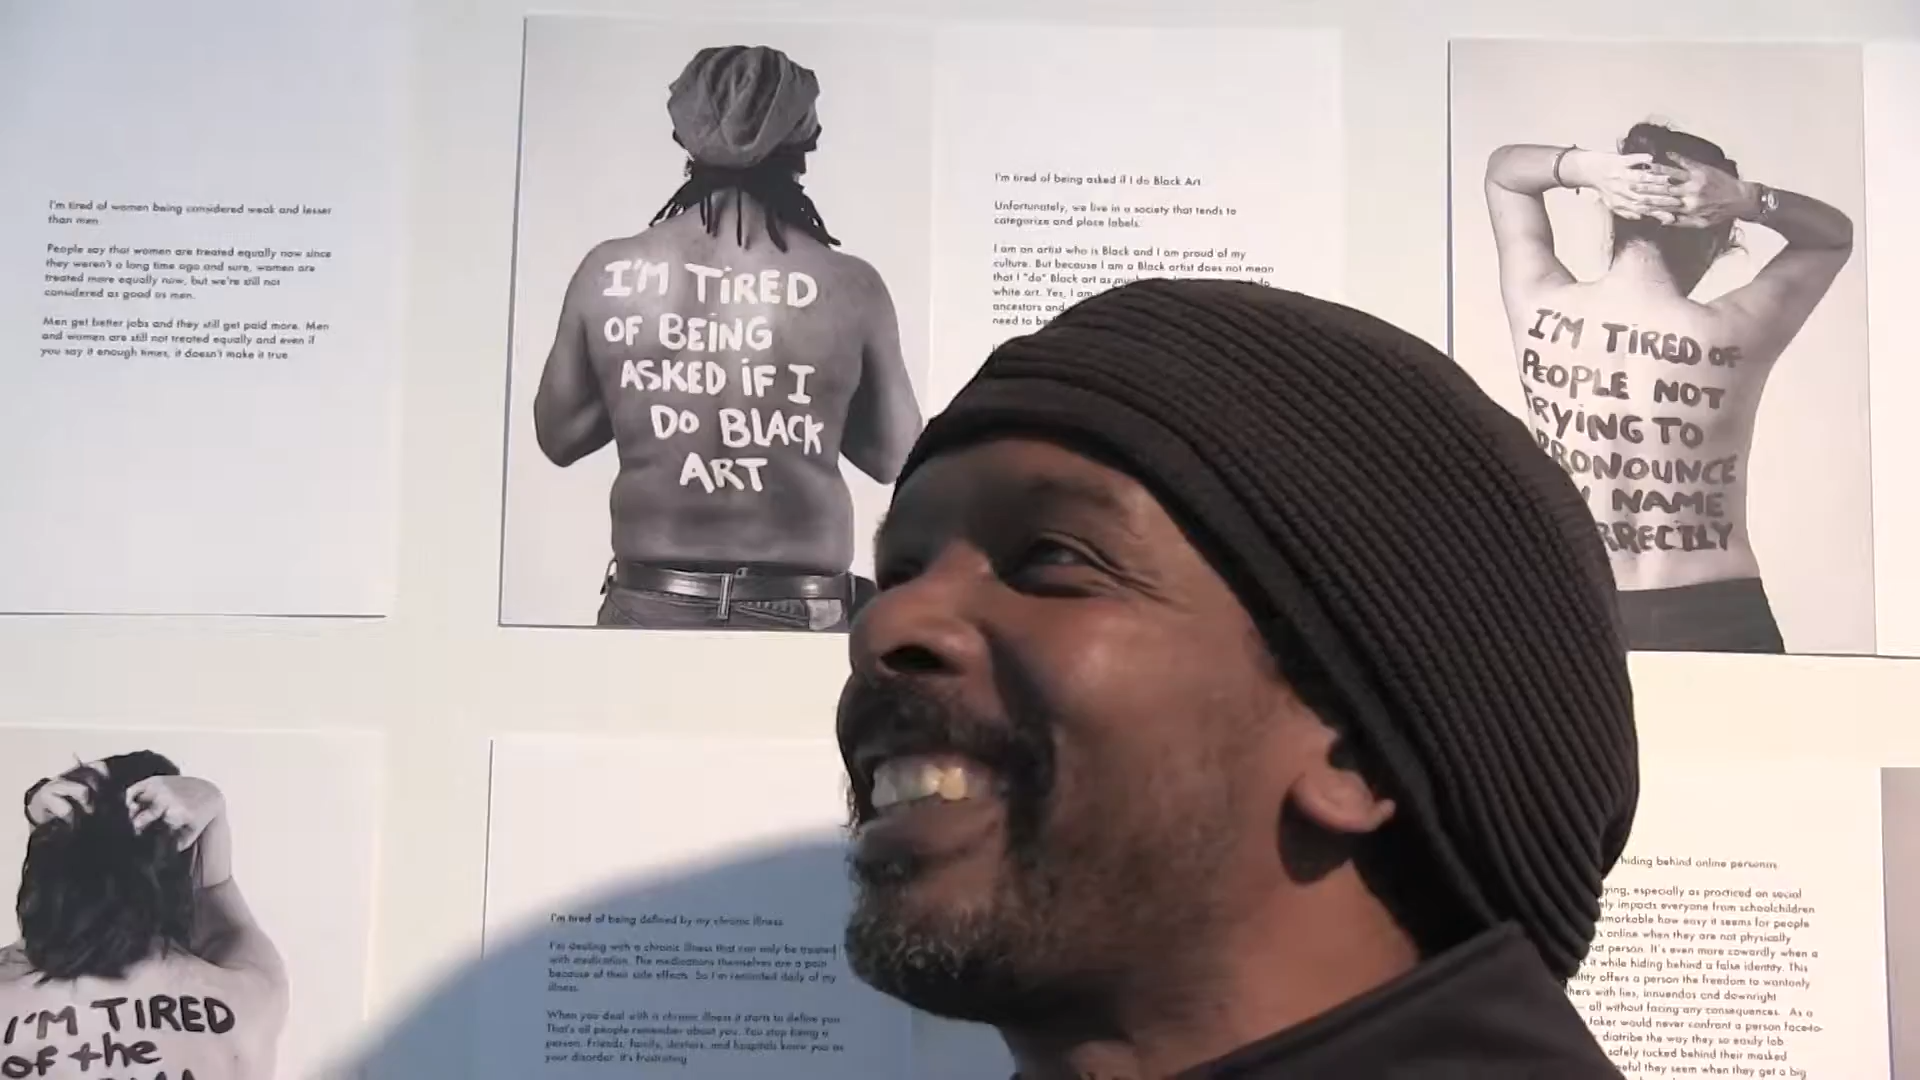 I'm tired of women being considered weak and lesser
than men.
People say that women are treated equally now since
they weren't a long time ago and sure, women are
treated more equally now, but we're still not
considered as good as men.
Men get better jobs and they still get paid more. Men
and women are still not treated equally and even if
you say it enough times, it doesn't make it true.
I'M TIRED
OF BEING
ASKED IF I
DO BLACK
ART
I'm tired of being asked if I do Black Art.
Unfortunately, we live in a society that tends to
categorize and place labels.
I am an artist who is Black and I am proud of my
culture. But because I am a Black artist does not mean
that I "do" Black art as
white art. Yes, I am
ancestors and
need to be
I'M TIRED OF
PEOPLE NOT
TRYING TO
PRONOUNCE
NAME
RRECTLY
I'M TIRED
OF the
I'm tired of being defined by my chronic illness.
I'm dealing with a chronic illness that can only be treated
with medication. The medications themselves are a pain
because of their side effects. So I'm reminded daily of my
illness.
When you deal with a chronic illness it starts to define you.
That's all people remember about you. You stop being a
person. Friends, family, doctors, and hospitals know you as
your disorder. It's frustrating.
hiding behind online personas
ying, especially as practiced on social
ly impacts everyone from schoolchildren
emarkable how easy it seems for people
online when they are not physically
hat person. It's even more cowardly when a
it while hiding behind a false identity. This
ility offers a person the freedom to wantonly
hers with lies, innuendos and downright
all without facing any consequences. As a
taker would never confront a person face-to-
diatribe the way they so easily lob
safely tucked behind their masked
eful they seem when they get a big